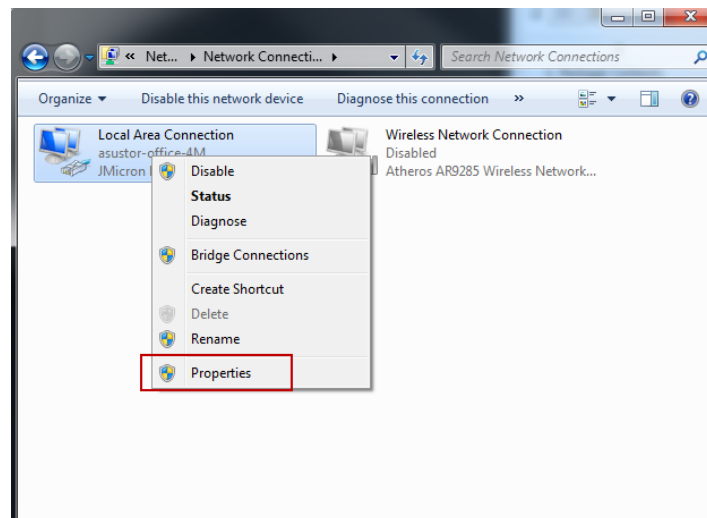 « Net... Network Connecti...
Search Network Connections
Organize
Disable this network device
Diagnose this connection
»
Local Area Connection
asustor-office-4M
JMicron
Wireless Network Connection
Disabled
Atheros AR9285 Wireless Network...
Disable
Status
Diagnose
Bridge Connections
Create Shortcut
Delete
Rename
Properties